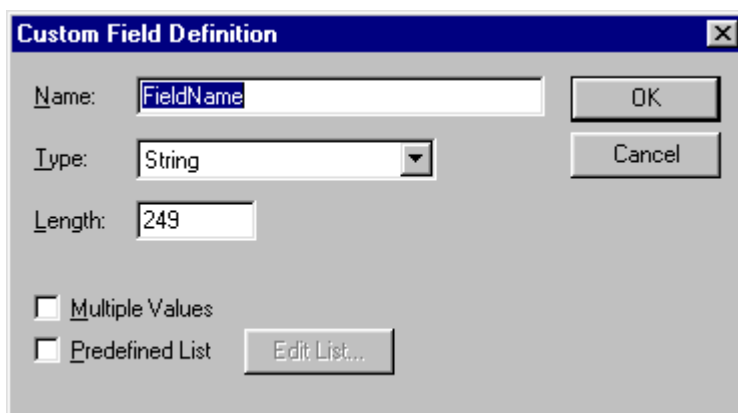 Custom Field Definition
Name: FieldName OK
Type: String Cancel
Length: 249
Multiple Values
Predefined List Edit List...